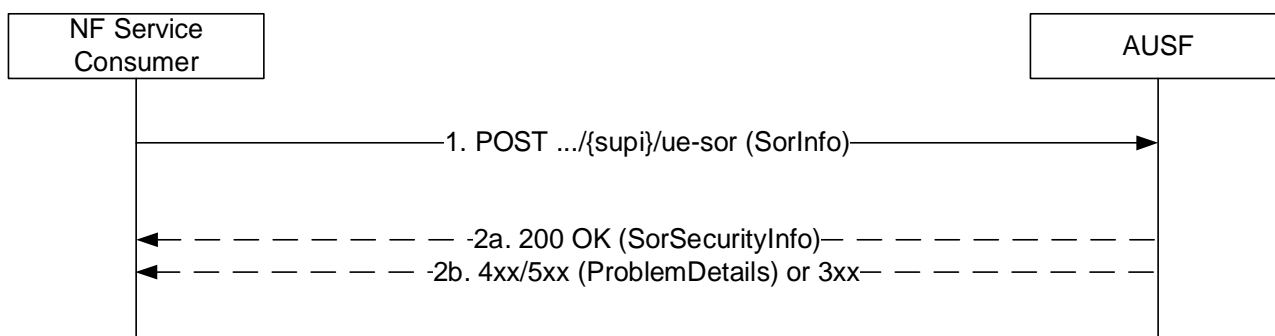 NF Service
Consumer
AUSF
1. POST .../{supi}/ue-sor (SorInfo)
2a. 200 OK (SorSecurityInfo)
2b. 4xx/5xx (ProblemDetails) or 3xx